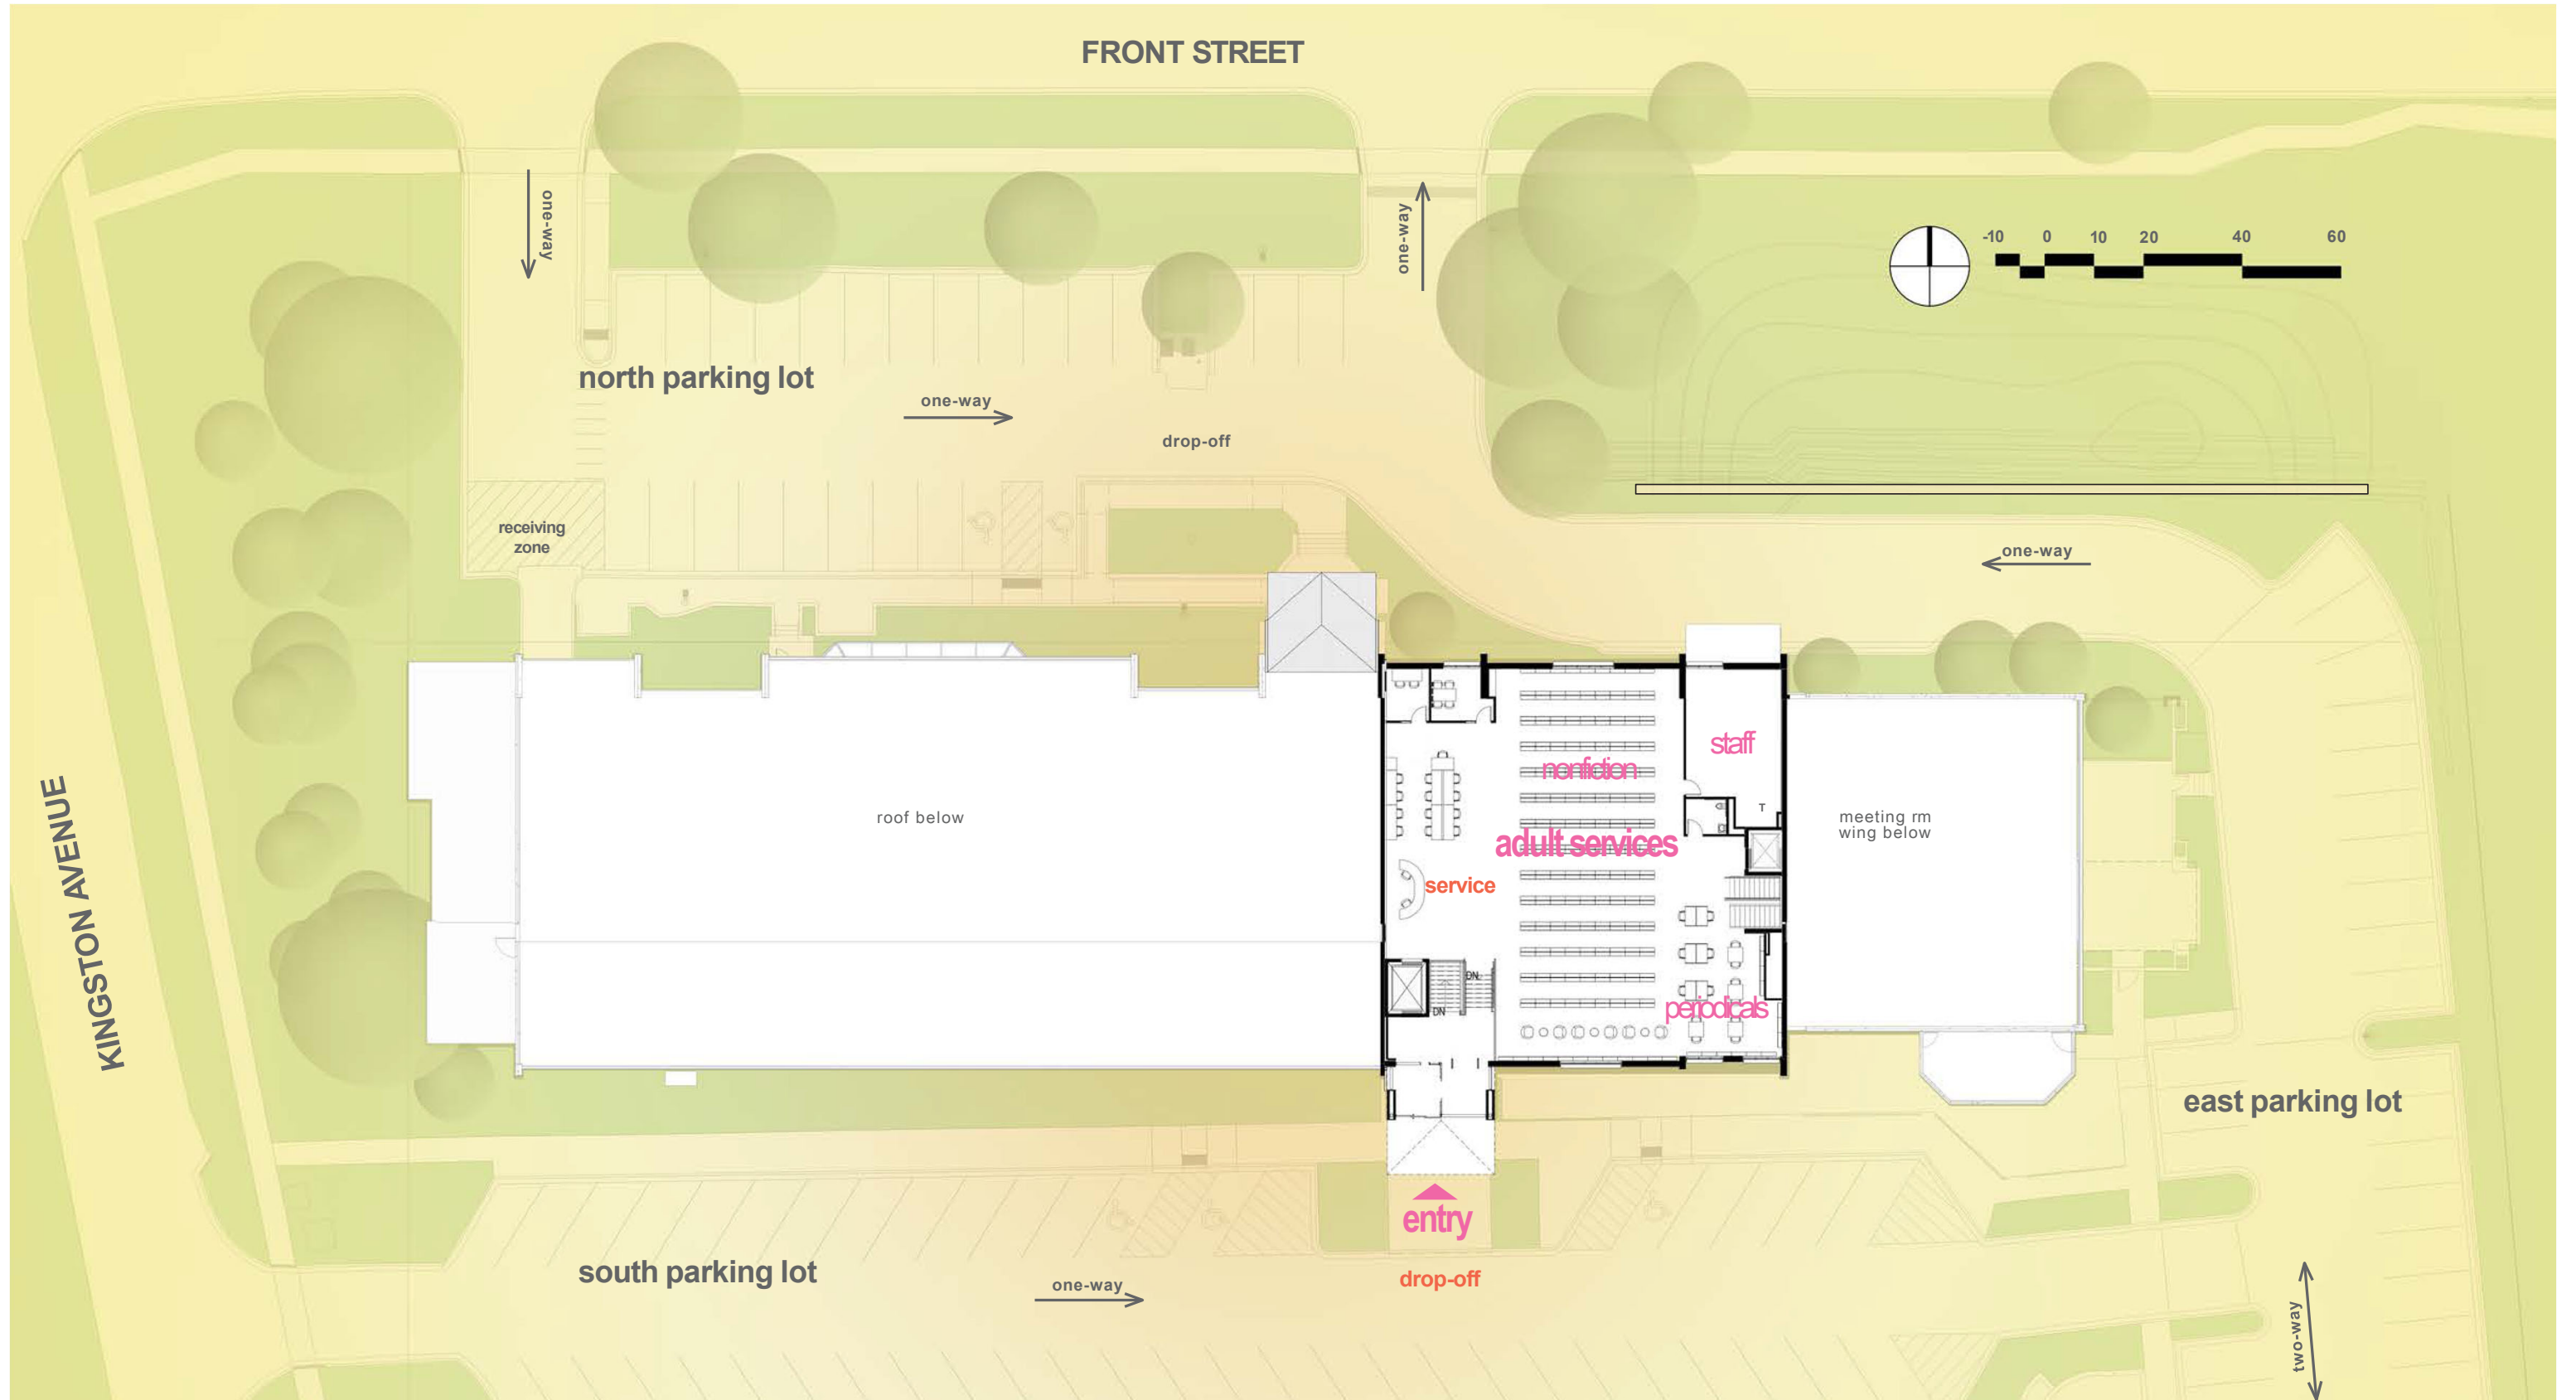 FRONT STREET
one-way
one-way
-10 0 10 20 40 60
north parking lot
one-way
drop-off
receiving
zone
one-way
staff
nonfiction
T
roof below
meeting rm
wing below
adult services
service
KINGSTON AVENUE
DN
DN
periodicals
east parking lot
entry
south parking lot
drop-off
one-way
two-way